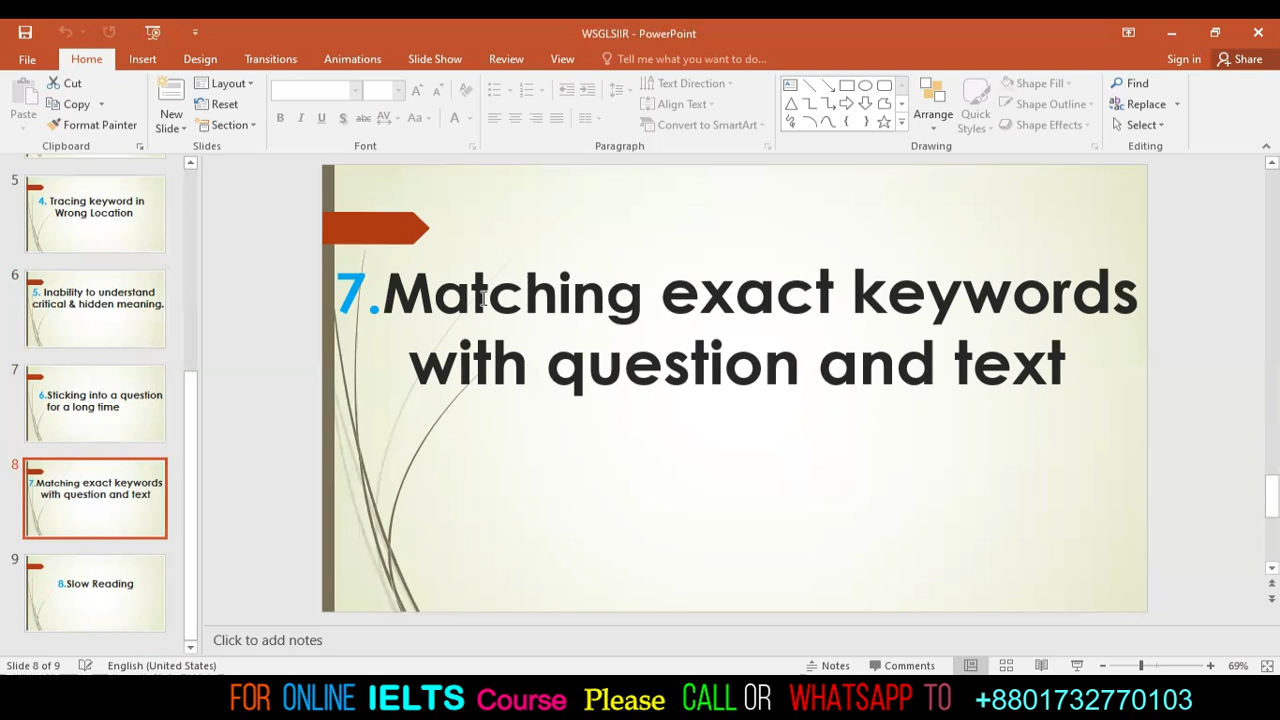 WSGLSIIR - PowerPoint
File Home Insert Design Transitions Animations Slide Show Review View Tell me what you want to do... Sign in Share
Paste Cut Copy Format Painter Clipboard
New Slide Layout Reset Section Slides
B I U S abc AV Aa A Font
Text Direction Align Text Convert to SmartArt Paragraph
Arrange Quick Styles Shape Fill Shape Outline Shape Effects Drawing
Find Replace Select Editing
5
4. Tracing keyword in
Wrong Location
6
5. Inability to understand
critical & hidden meaning.
7
6.Sticking into a question
for a long time
8
7.Matching exact keywords
with question and text
9
8.Slow Reading
7.Matching exact keywords
with question and text
Click to add notes
Slide 8 of 9 English (United States) Notes Comments 69%
FOR ONLINE IELTS Course Please CALL OR WHATSAPP TO +8801732770103